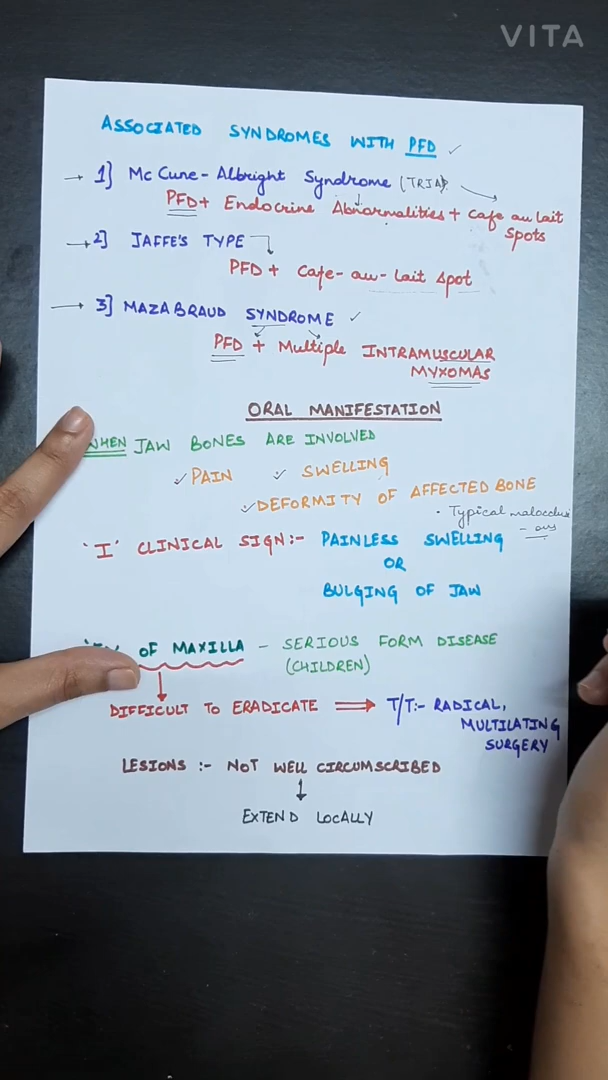 VITA
ASSOCIATED SYNDROMES WITH PFD ✓
→ 1] Mc Cune - Albright Syndrome (TRIAD)
PFD + Endocrine Abnormalities + Cafe au lait
Spots
→ 2] JAFFE'S TYPE
PFD + Cafe-au-Lait Spot
→ 3] MAZABRAUD SYNDROME ✓
PFD + Multiple INTRAMUSCULAR
MYXOMAS
ORAL MANIFESTATION
WHEN JAW BONES ARE INVOLVED
✓ PAIN ✓ SWELLING
✓ DEFORMITY OF AFFECTED BONE
• Typical malocclusi
- ons
'I' CLINICAL SIGN:- PAINLESS SWELLING
OR
BULGING OF JAW
OF MAXILLA - SERIOUS FORM DISEASE
(CHILDREN)
DIFFICULT TO ERADICATE ⟹ T/T:- RADICAL,
MULTILATING
SURGERY
LESIONS :- NOT WELL CIRCUMSCRIBED
↓
EXTEND LOCALLY